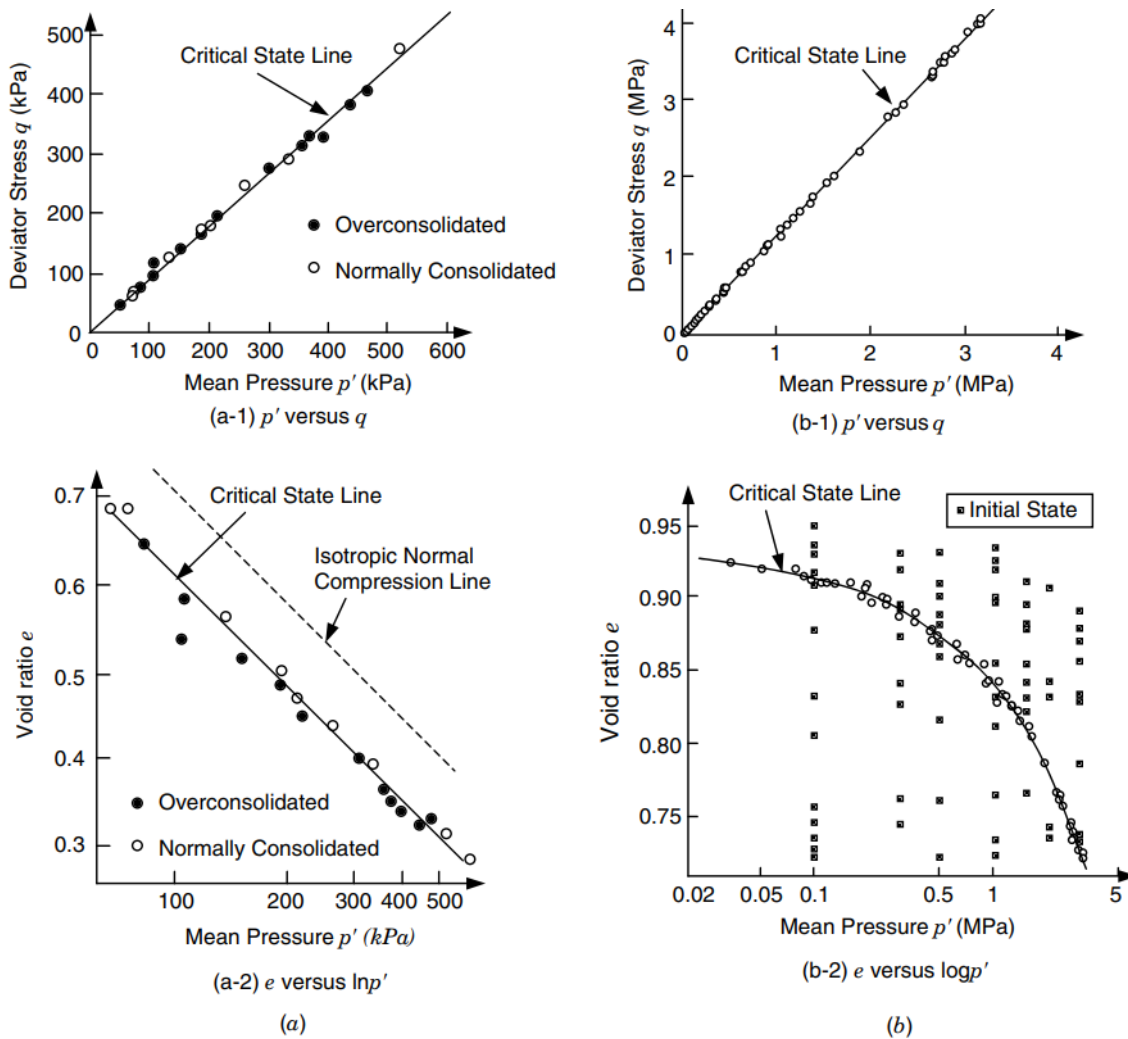 500
400
300
200
100
0
Deviator Stress q (kPa)
Critical State Line
Overconsolidated
Normally Consolidated
0 100 200 300 400 500 600
Mean Pressure p′ (kPa)
(a-1) p′ versus q
4
3
2
1
0
Deviator Stress q (MPa)
Critical State Line
0 1 2 3 4
Mean Pressure p′ (MPa)
(b-1) p′ versus q
0.7
0.6
0.5
0.4
0.3
Void ratio e
Critical State Line
Isotropic Normal
Compression Line
Overconsolidated
Normally Consolidated
100 200 300 400 500
Mean Pressure p′ (kPa)
(a-2) e versus lnp′
(a)
0.95
0.90
0.85
0.80
0.75
Void ratio e
Critical State Line
Initial State
0.02 0.05 0.1 0.5 1 5
Mean Pressure p′ (MPa)
(b-2) e versus logp′
(b)